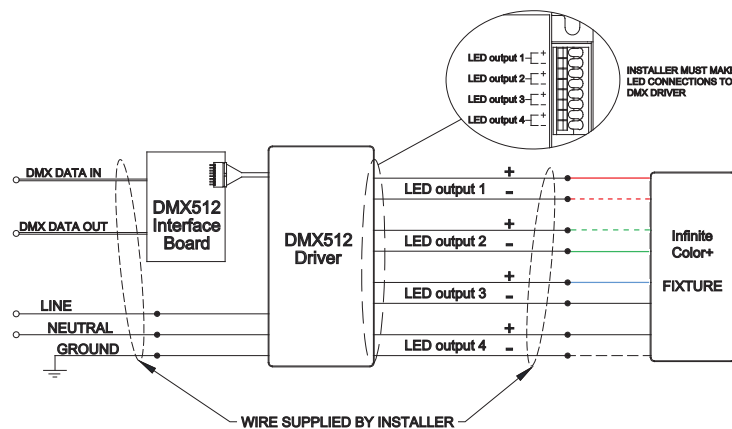 LED output 1 +
-
LED output 2 +
-
LED output 3 +
-
LED output 4 +
-
INSTALLER MUST MAKE
LED CONNECTIONS TO
DMX DRIVER
DMX DATA IN
DMX DATA OUT
DMX512
Interface
Board
DMX512
Driver
LINE
NEUTRAL
GROUND
+
LED output 1
-
+
LED output 2
-
+
LED output 3
-
+
LED output 4
-
Infinite
Color+
FIXTURE
WIRE SUPPLIED BY INSTALLER